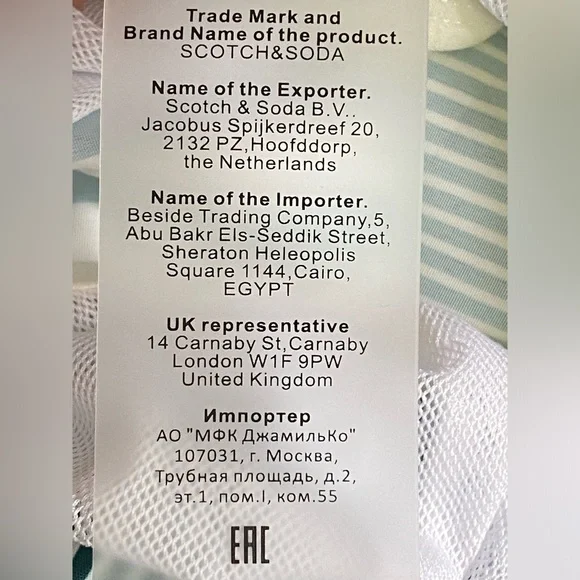 Trade Mark and
Brand Name of the product.
SCOTCH&SODA
Name of the Exporter.
Scotch & Soda B.V..
Jacobus Spijkerdreef 20,
2132 PZ,Hoofddorp,
the Netherlands
Name of the Importer.
Beside Trading Company,5,
Abu Bakr Els-Seddik Street,
Sheraton Heleopolis
Square 1144,Cairo,
EGYPT
UK representative
14 Carnaby St,Carnaby
London W1F 9PW
United Kingdom
Импортер
АО "МФК ДжамильКо"
107031, г. Москва,
Трубная площадь, д.2,
эт.1, пом.I, ком.55
EAC